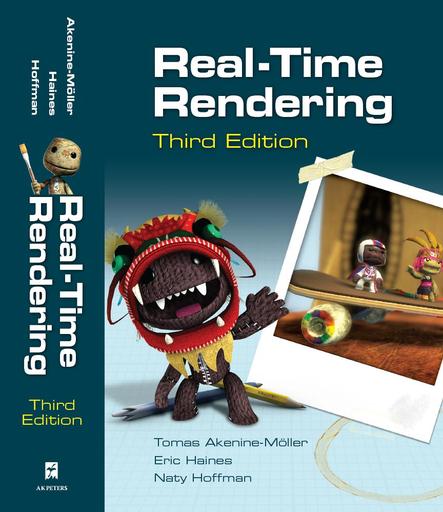 Akenine-Möller
Haines
Hoffman
Real-Time
Rendering
Third
Edition
A K PETERS
Real-Time
Rendering
Third Edition
Tomas Akenine-Möller
Eric Haines
Naty Hoffman